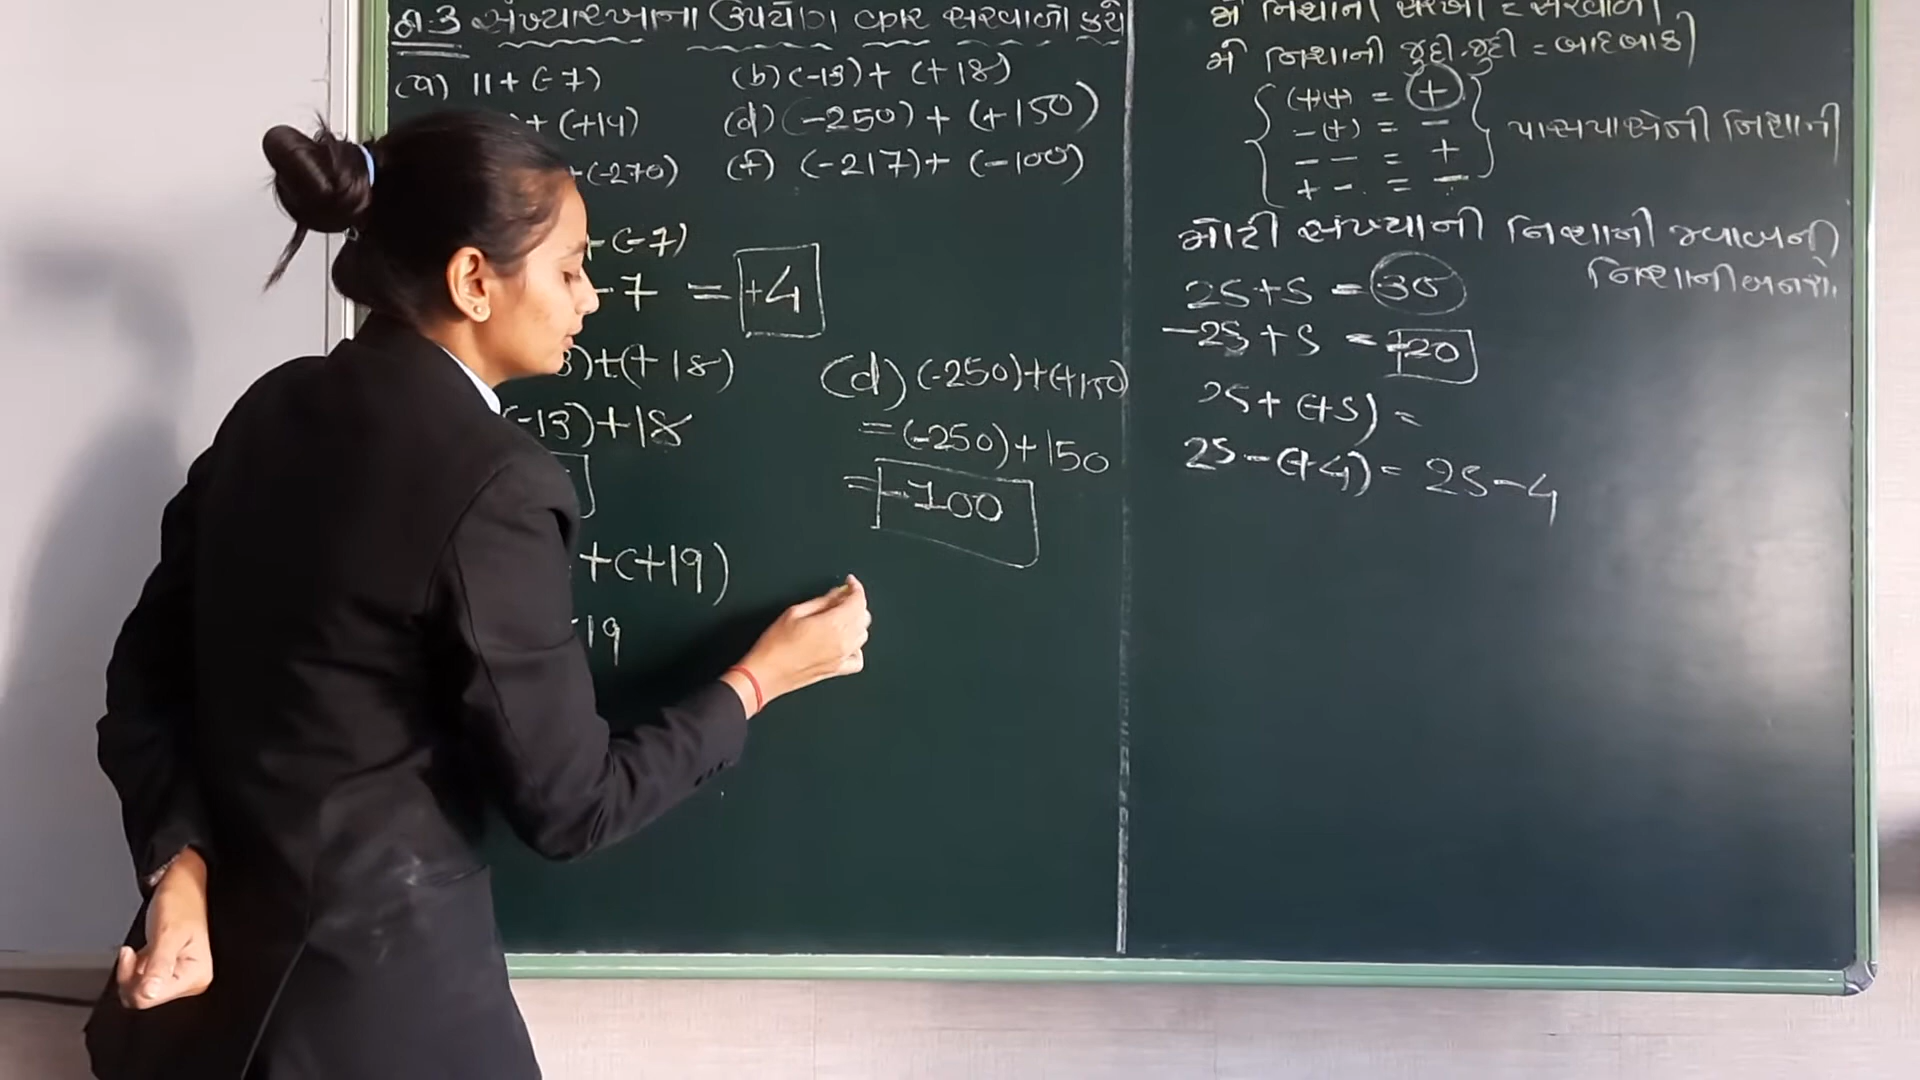 દા.3 સંખ્યારેખાના ઉપયોગ વગર સરવાળો કરો
(a) 11 + (-7) (b) (-13) + (+18)
+ (+14) (d) (-250) + (+150)
+ (-270) (f) (-217) + (-100)
+ (-7)
-7 = +4
3)+(+18)
(-13)+18
+(+19)
19
(d) (-250)+(+150)
= (-250)+150
= -100
બે નિશાની સરખી = સરવાળો
બે નિશાની જુદી-જુદી = બાદબાકી
(+)(+) = +
-(+) = -
- - = +
+ - = -
પાસપાસેની નિશાની
મોટી સંખ્યાની નિશાની જવાબની
નિશાની બનશે.
25+5 = 30
-25+5 = -20
25+(+5) =
25-(+4) = 25-4